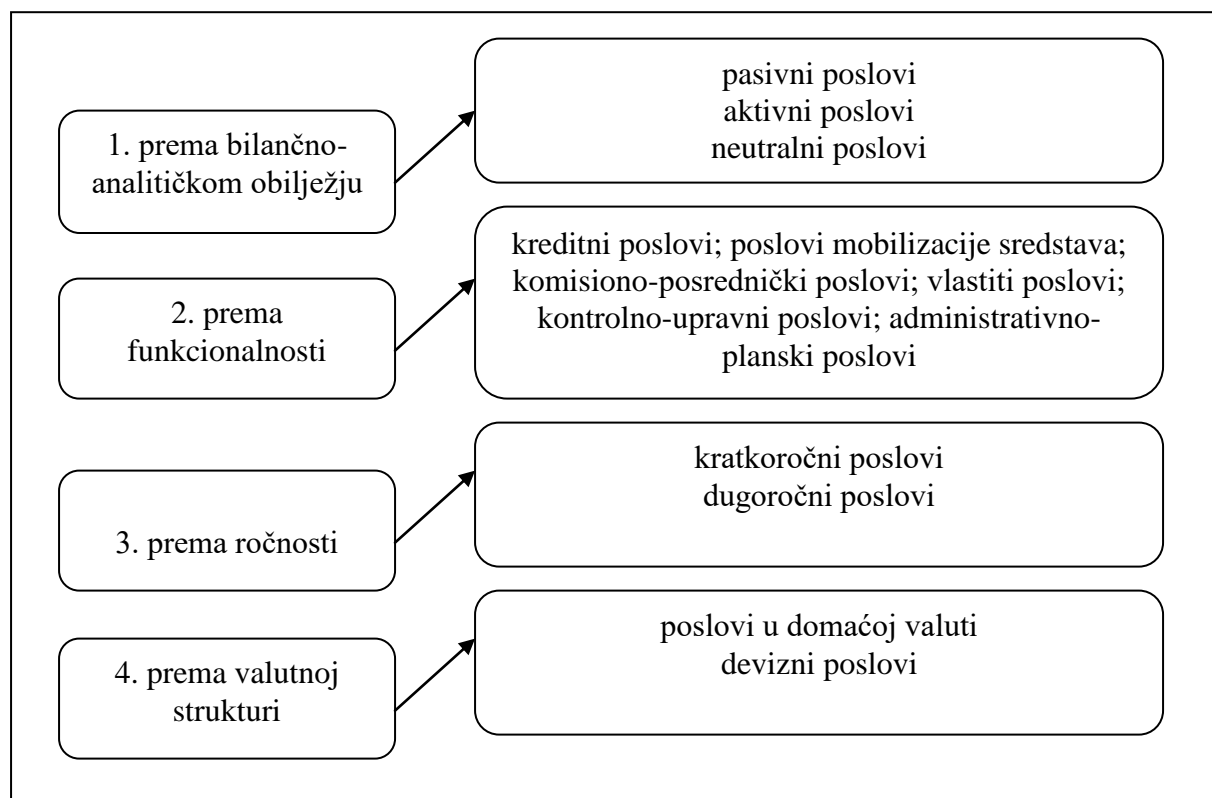 1. prema bilančno-
analitičkom obilježju
pasivni poslovi
aktivni poslovi
neutralni poslovi
2. prema
funkcionalnosti
kreditni poslovi; poslovi mobilizacije sredstava;
komisiono-posrednički poslovi; vlastiti poslovi;
kontrolno-upravni poslovi; administrativno-
planski poslovi
3. prema ročnosti
kratkoročni poslovi
dugoročni poslovi
4. prema valutnoj
strukturi
poslovi u domaćoj valuti
devizni poslovi